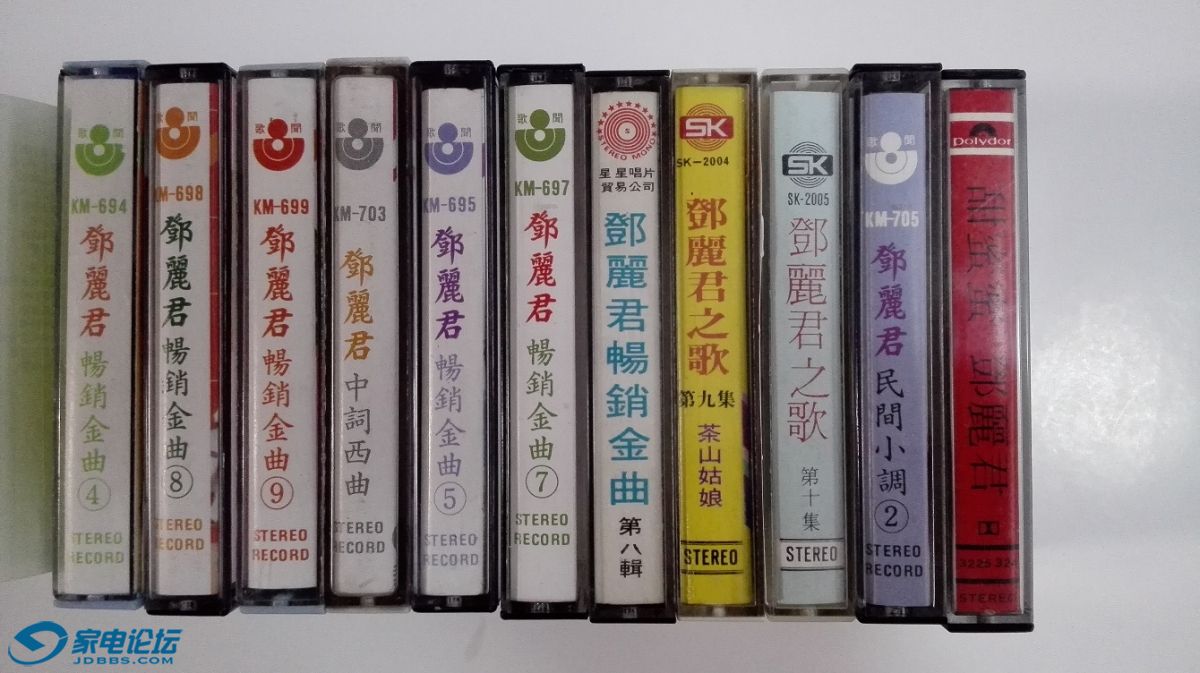 歌聞
KM-694
鄧麗君
暢銷金曲④
STEREO
RECORD
歌聞
KM-698
鄧麗君
暢銷金曲⑧
STEREO
RECORD
歌聞
KM-699
鄧麗君
暢銷金曲⑨
STEREO
RECORD
歌聞
KM-703
鄧麗君
中詞西曲
STEREO
RECORD
歌聞
KM-695
鄧麗君
暢銷金曲⑤
STEREO
RECORD
歌聞
KM-697
鄧麗君
暢銷金曲⑦
STEREO
RECORD
S
STEREO MONO
星星唱片
貿易公司
鄧麗君暢銷金曲
第八輯
SK
SK-2004
鄧麗君之歌
第九集
茶山姑娘
STEREO
SK
SK-2005
鄧麗君之歌
第十集
STEREO
歌聞
KM-705
鄧麗君
民間小調②
STEREO
RECORD
Polydor
甜蜜蜜
鄧麗君
3225 324
STEREO
家电论坛
JDBBS.COM